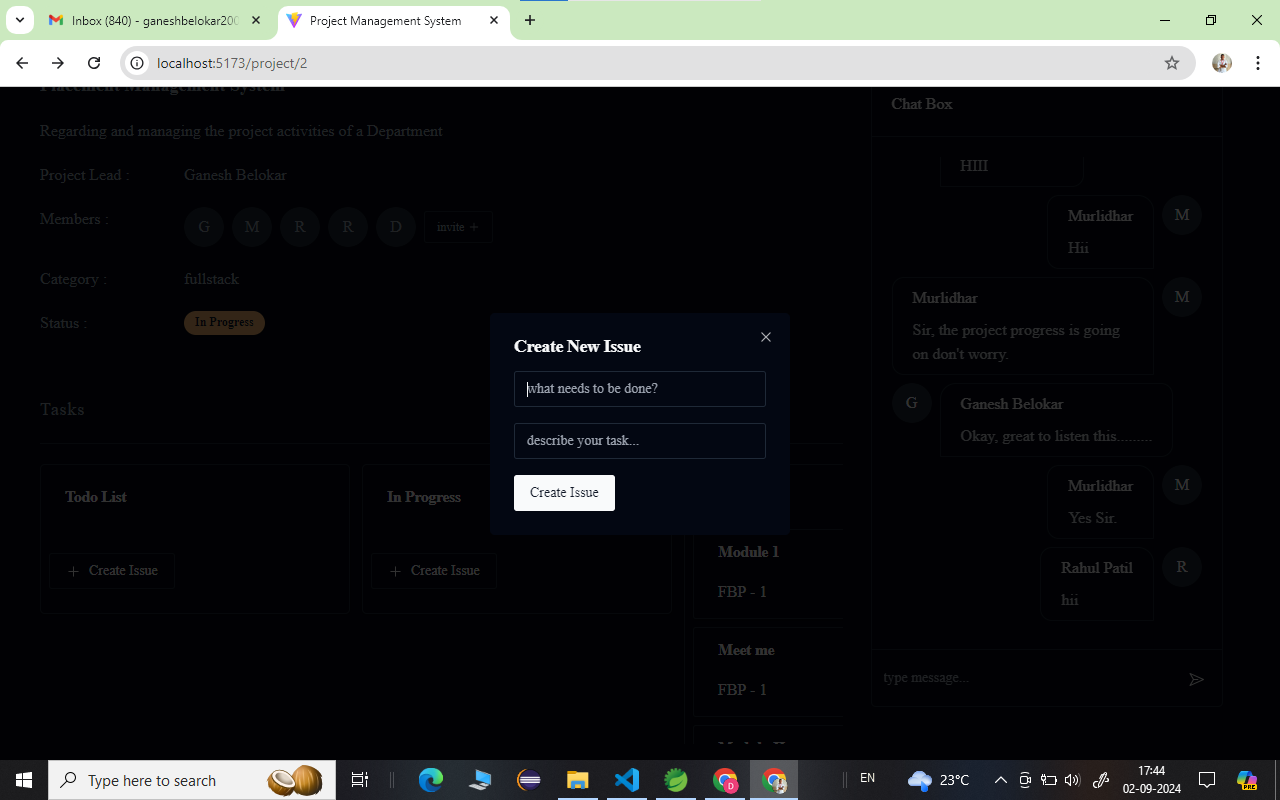 Inbox (840) - ganeshbelokar200
Project Management System
localhost:5173/project/2
Placement Management System
Regarding and managing the project activities of a Department
Project Lead :
Ganesh Belokar
Members :
G
M
R
R
D
invite +
Category :
fullstack
Status :
In Progress
Tasks
Todo List
Create Issue
In Progress
Create Issue
Module 1
FBP - 1
Meet me
FBP - 1
Create New Issue
what needs to be done?
describe your task...
Create Issue
Chat Box
HIII
Murlidhar
M
Hii
Murlidhar
M
Sir, the project progress is going
on don't worry.
G
Ganesh Belokar
Okay, great to listen this.........
Murlidhar
M
Yes Sir.
Rahul Patil
R
hii
type message...
Type here to search
D
EN
23°C
17:44
02-09-2024
PRE